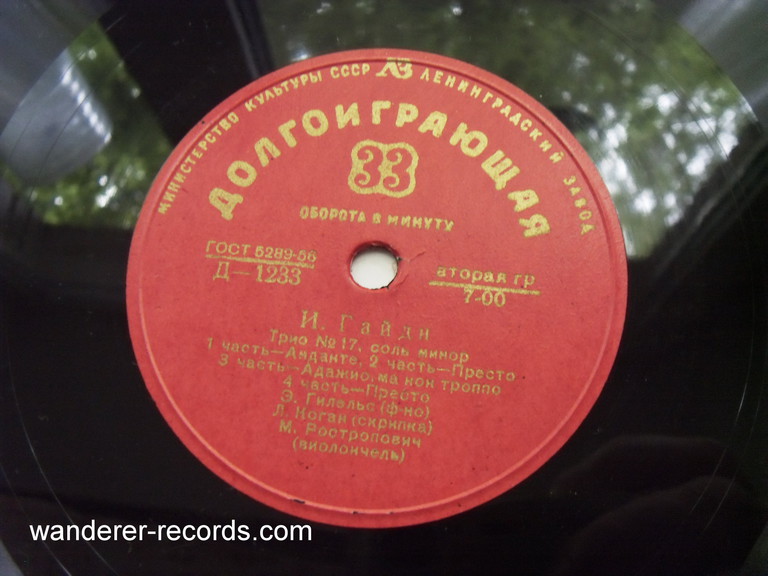 МИНИСТЕРСТВО КУЛЬТУРЫ СССР ЛЗ ЛЕНИНГРАДСКИЙ ЗАВОД
ДОЛГОИГРАЮЩАЯ
33
ОБОРОТА В МИНУТУ
ГОСТ 5289-56
Д—1233
вторая гр
7-00
И. Гайдн
Трио №17, соль минор
1 часть—Анданте, 2 часть—Престо
3 часть—Адажио, ма нон троппо
4 часть—Престо
Э. Гилельс (ф-но)
Л. Коган (скрипка)
М. Ростропович
(виолончель)
wanderer-records.com